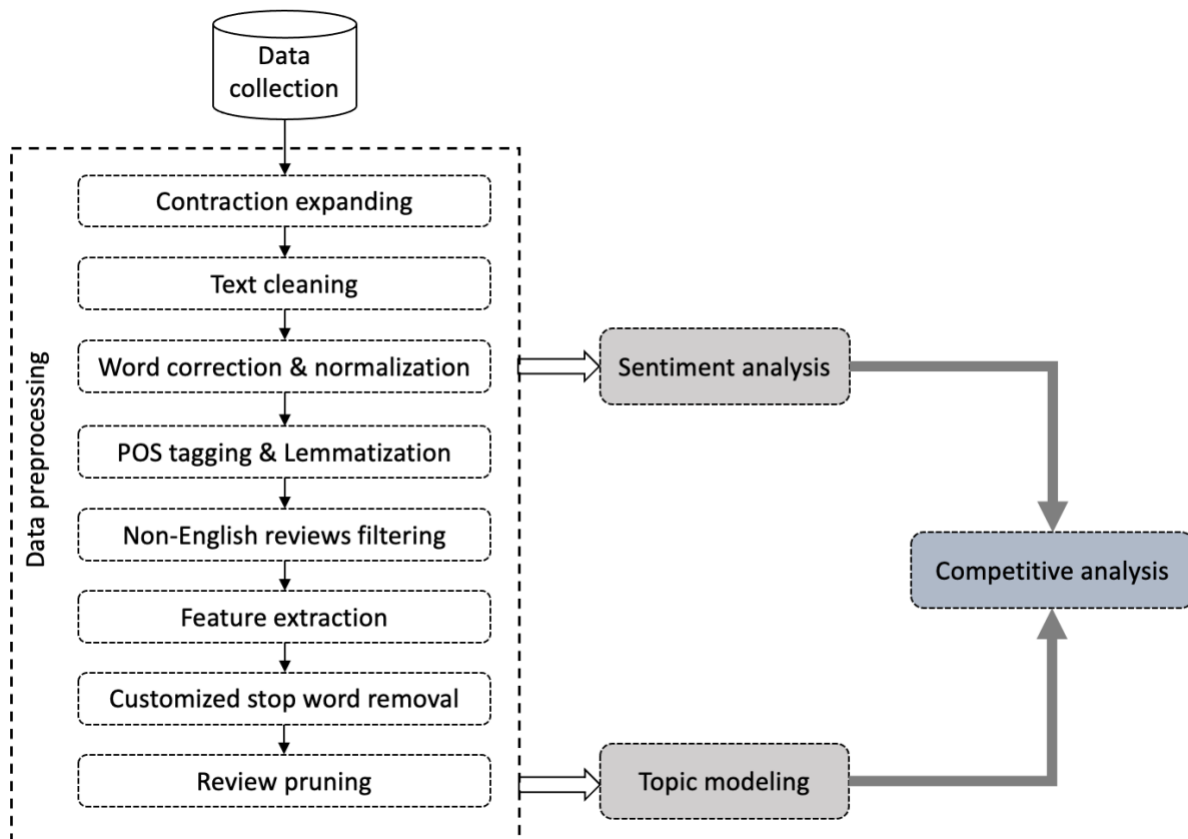 Data
collection
Contraction expanding
Text cleaning
Word correction & normalization
POS tagging & Lemmatization
Non-English reviews filtering
Feature extraction
Customized stop word removal
Review pruning
Data preprocessing
Sentiment analysis
Topic modeling
Competitive analysis